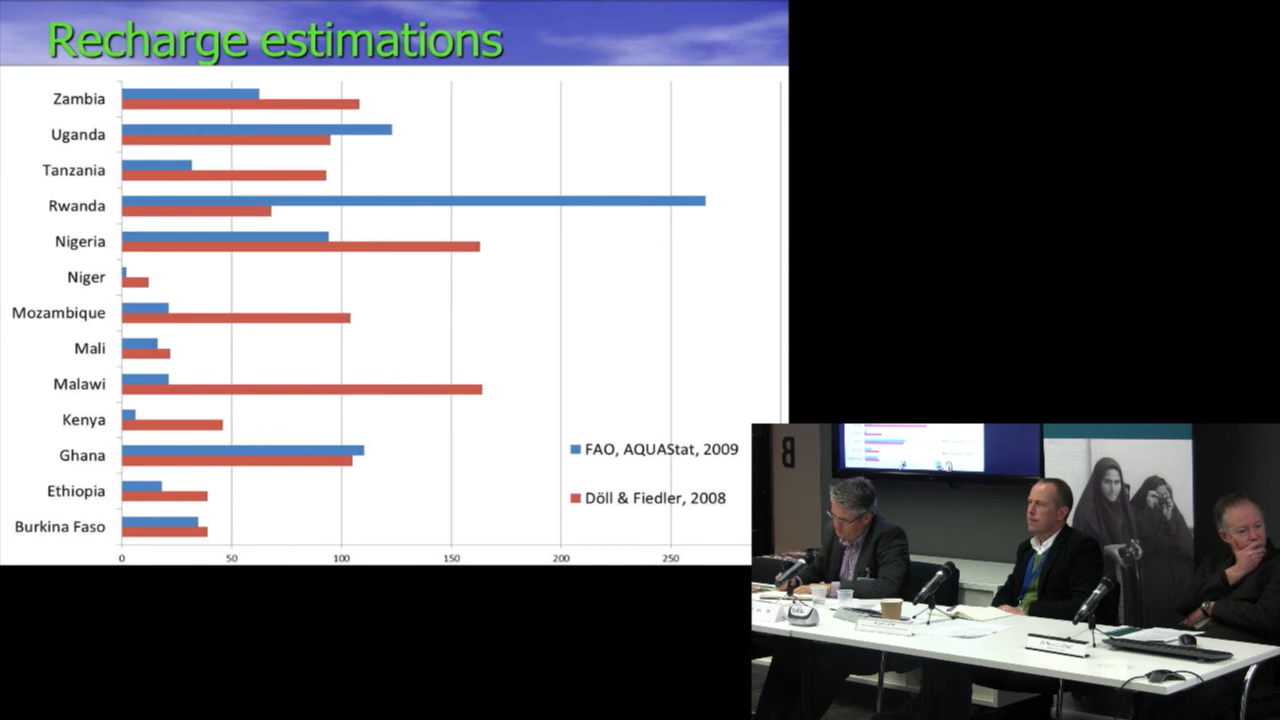 Recharge estimations
Zambia
Uganda
Tanzania
Rwanda
Nigeria
Niger
Mozambique
Mali
Malawi
Kenya
Ghana
Ethiopia
Burkina Faso
FAO, AQUAStat, 2009
Döll & Fiedler, 2008
0 50 100 150 200 250
B